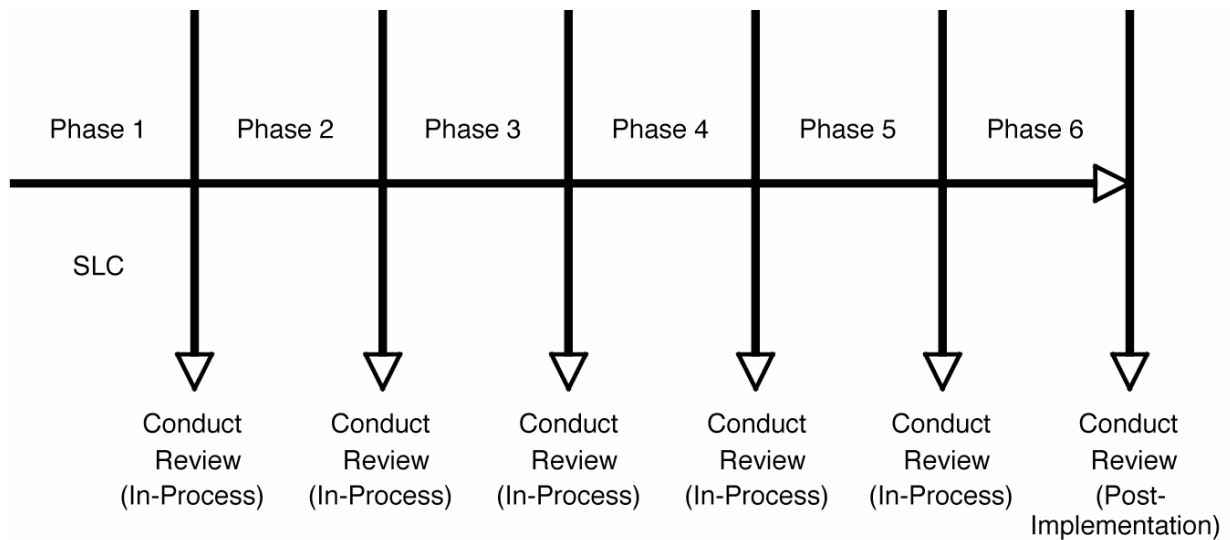 Phase 1
Phase 2
Phase 3
Phase 4
Phase 5
Phase 6
SLC
Conduct
Review
(In-Process)
Conduct
Review
(In-Process)
Conduct
Review
(In-Process)
Conduct
Review
(In-Process)
Conduct
Review
(In-Process)
Conduct
Review
(Post-
Implementation)